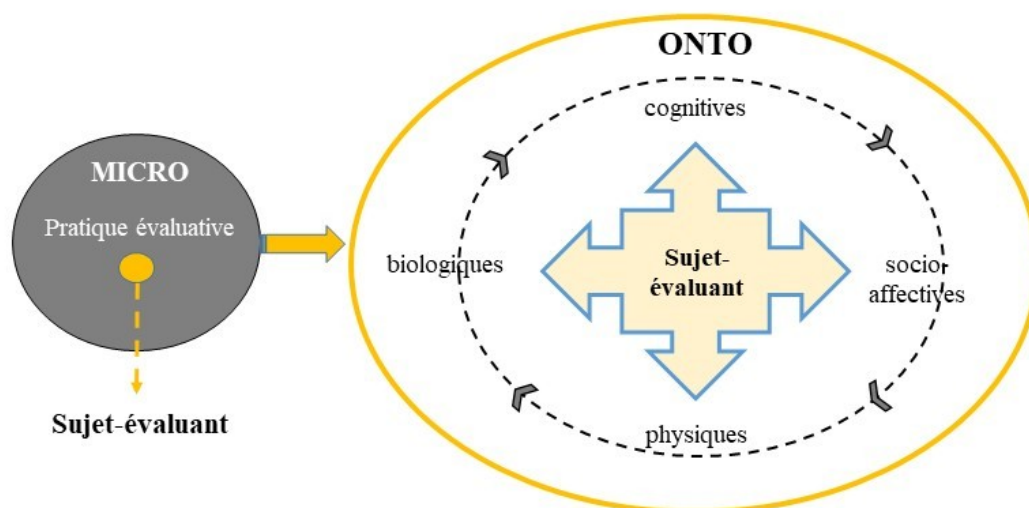 MICRO
Pratique évaluative
Sujet-évaluant
ONTO
cognitives
biologiques
Sujet-
évaluant
socio-
affectives
physiques